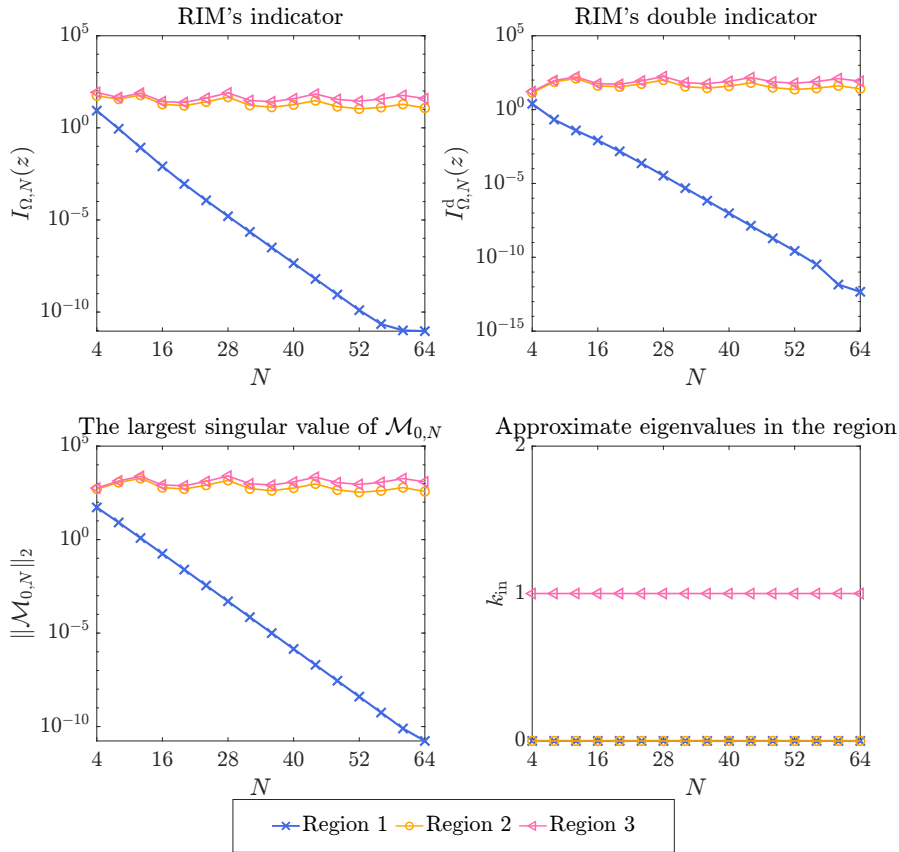 RIM's indicator
10^5
10^0
10^-5
10^-10
I_{Ω,N}(z)
4 16 28 40 52 64
N
RIM's double indicator
10^5
10^0
10^-5
10^-10
10^-15
I^d_{Ω,N}(z)
4 16 28 40 52 64
N
The largest singular value of M_{0,N}
10^5
10^0
10^-5
10^-10
||M_{0,N}||_2
4 16 28 40 52 64
N
Approximate eigenvalues in the region
2
1
0
k_in
4 16 28 40 52 64
N
Region 1 Region 2 Region 3